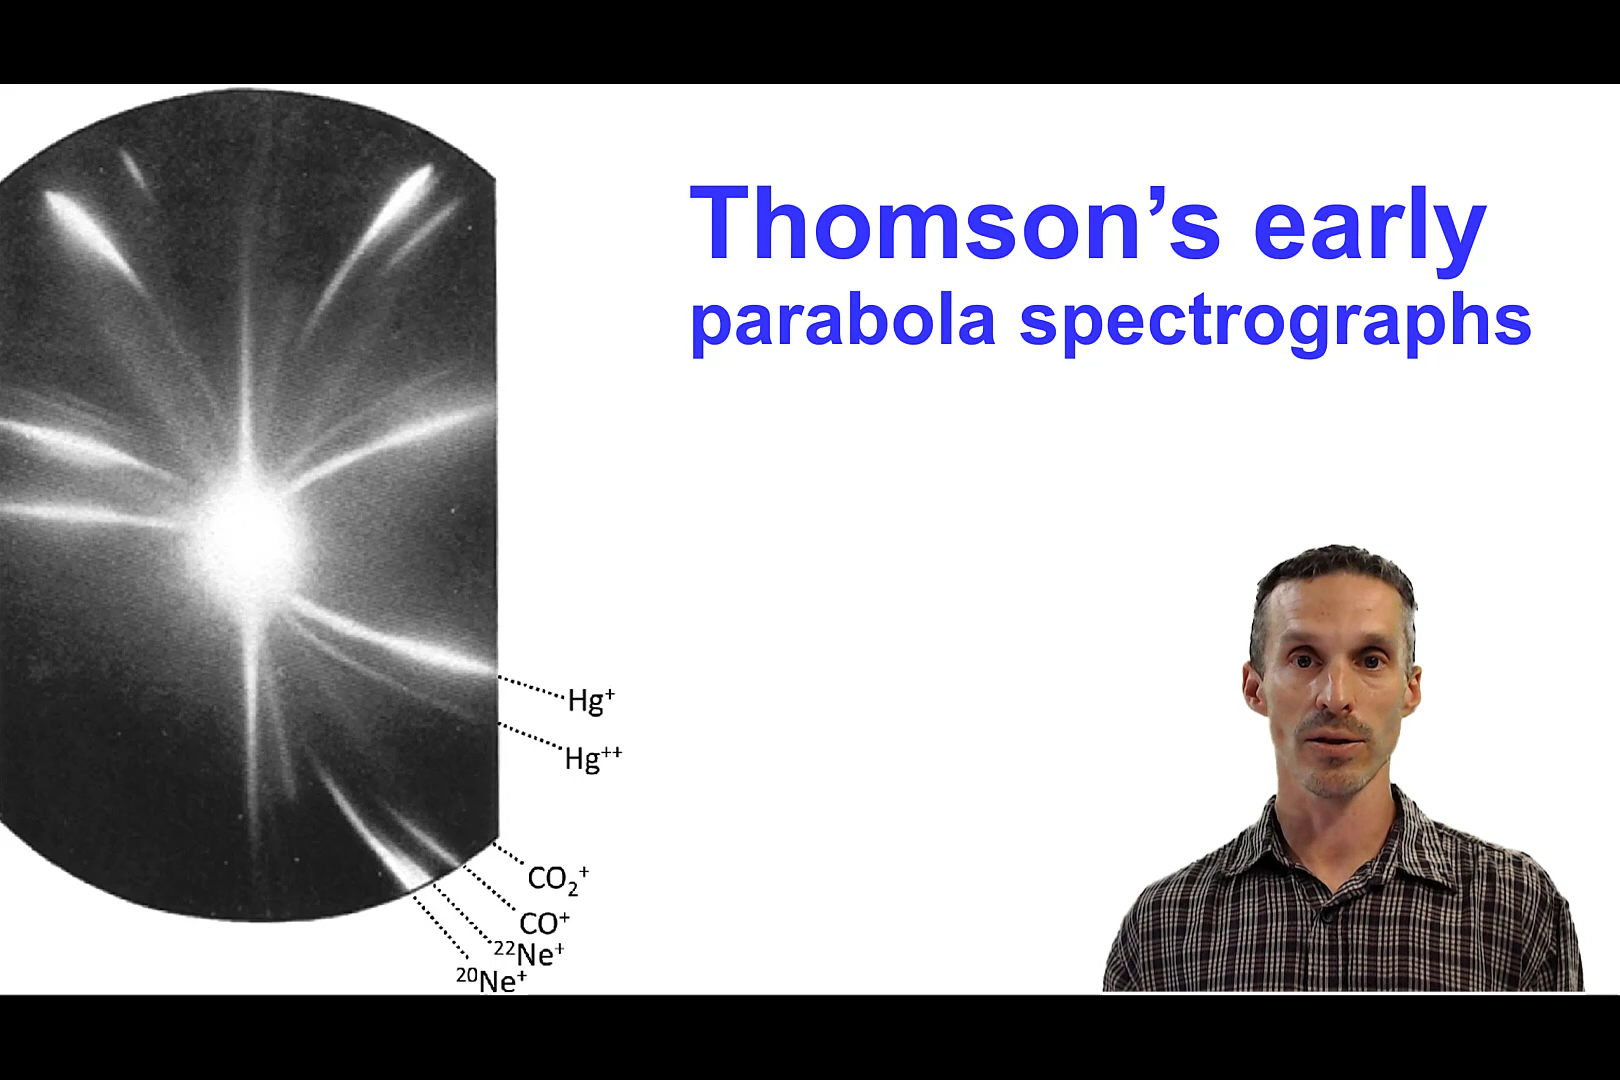 Thomson’s early
parabola spectrographs
Hg⁺
Hg⁺⁺
CO₂⁺
CO⁺
²²Ne⁺
²⁰Ne⁺